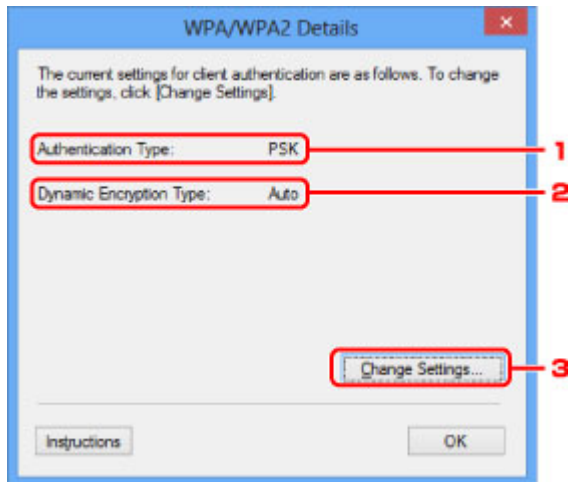 WPA/WPA2 Details
The current settings for client authentication are as follows. To change
the settings, click [Change Settings].
Authentication Type: PSK 1
Dynamic Encryption Type: Auto 2
Change Settings... 3
Instructions OK